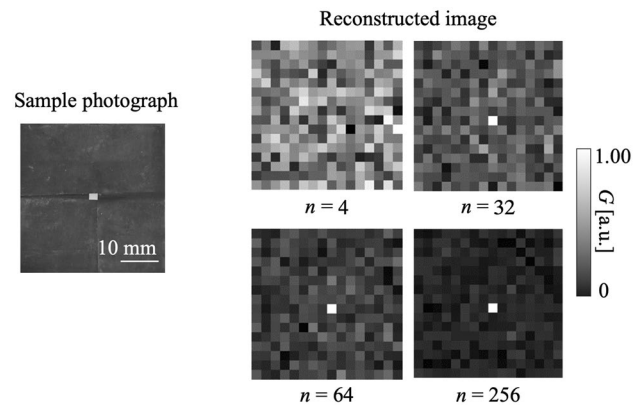 Reconstructed image
Sample photograph
10 mm
n = 4
n = 32
n = 64
n = 256
1.00
G [a.u.]
0